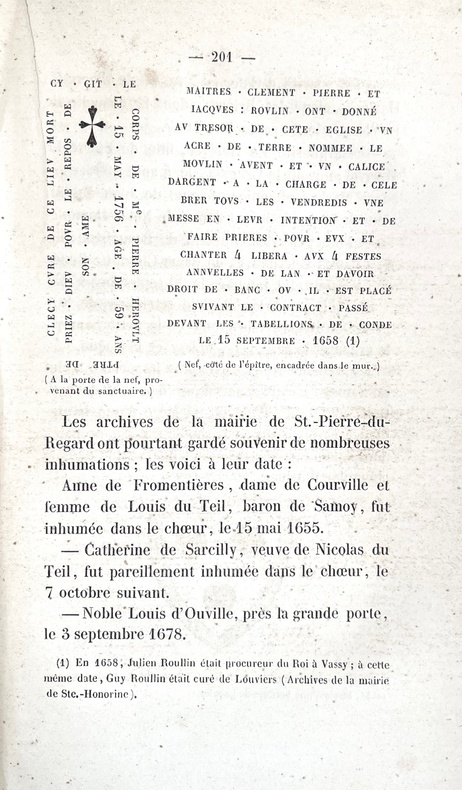 — 201 —
CY · GIT · LE
CORPS · DE · Me · PIERRE · HEROVLT
PTRE · DE
CLECY CVRE DE CE LIEV MORT
LE · 15 · MAY · 1756 · AGE · DE · 59 · ANS
PRIEZ · DIEV · POVR · LE · REPOS · DE
SON · AME
( A la porte de la nef, pro-
venant du sanctuaire. )
MAITRES · CLEMENT · PIERRE · ET
IACQVES : ROVLIN · ONT · DONNÉ
AV TRESOR · DE · CETE · EGLISE · VN
ACRE · DE · TERRE · NOMMEE · LE
MOVLIN · AVENT · ET · VN · CALICE
DARGENT · A · LA · CHARGE · DE · CELE
BRER TOVS · LES · VENDREDIS · VNE
MESSE EN · LEVR · INTENTION · ET · DE
FAIRE PRIERES · POVR · EVX · ET
CHANTER 4 LIBERA · AVX 4 FESTES
ANNVELLES · DE LAN · ET DAVOIR
DROIT DE · BANC · OV · IL · EST PLACÉ
SVIVANT LE · CONTRACT · PASSÉ
DEVANT LES · TABELLIONS · DE · CONDE
LE 15 SEPTEMBRE · 1658 (1)
( Nef, côté de l'épître, encadrée dans le mur. )
Les archives de la mairie de St.-Pierre-du-
Regard ont pourtant gardé souvenir de nombreuses
inhumations ; les voici à leur date :
Anne de Fromentières , dame de Courville et
femme de Louis du Teil, baron de Samoy, fut
inhumée dans le chœur, le 15 mai 1655.
— Catherine de Sarcilly, veuve de Nicolas du
Teil, fut pareillement inhumée dans le chœur, le
7 octobre suivant.
— Noble Louis d'Ouville, près la grande porte,
le 3 septembre 1678.
(1) En 1658, Julien Roullin était procureur du Roi à Vassy ; à cette
même date , Guy Roullin était curé de Louviers ( Archives de la mairie
de Ste.-Honorine ).